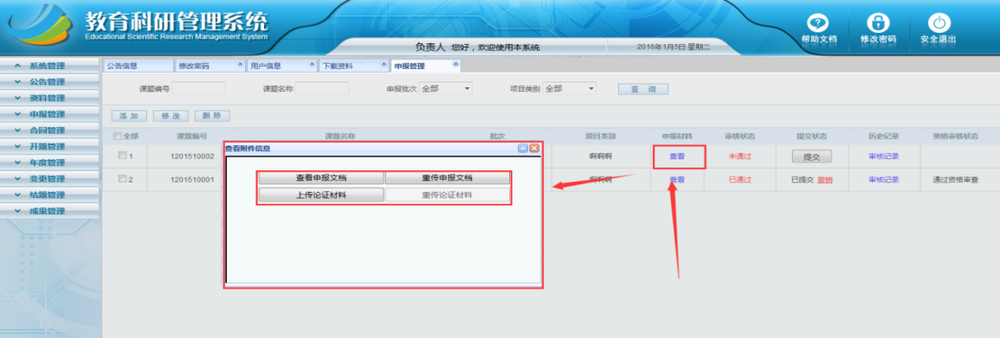 教育科研管理系统
Educational Scientific Research Management System
帮助文档 修改密码 安全退出
负责人 您好，欢迎使用本系统 2016年1月5日 星期二
系统管理
公告管理
资料管理
申报管理
合同管理
开题管理
年度管理
变更管理
结题管理
成果管理
公告信息 修改密码 用户信息 下载资料 申报管理
课题编号 课题名称 申报批次 全部 项目类别 全部 查 询
添 加 修 改 删 除
全部 课题编号 课题名称 批次 项目类别 申报材料 审核状态 提交状态 历史记录 资格审核状态
1 1201510002 啊啊啊 查看 未通过 提交 审核记录
2 1201510001 啊啊啊 查看 已通过 已提交 撤销 审核记录 通过资格审查
查看附件信息
查看申报文档 重传申报文档
上传论证材料 重传论证材料